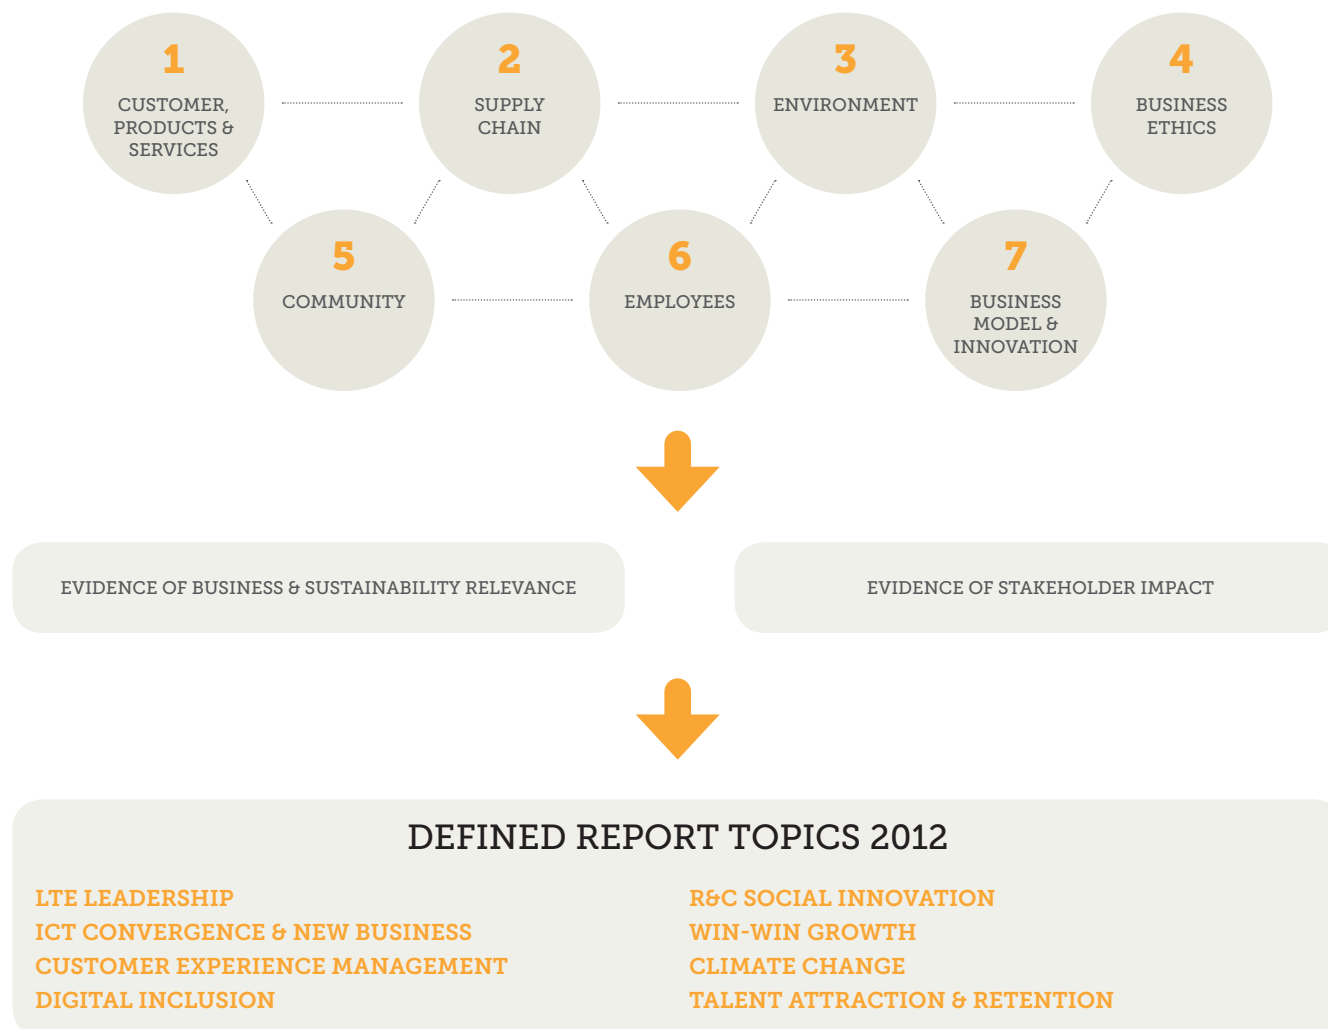 1
CUSTOMER,
PRODUCTS &
SERVICES
2
SUPPLY
CHAIN
3
ENVIRONMENT
4
BUSINESS
ETHICS
5
COMMUNITY
6
EMPLOYEES
7
BUSINESS
MODEL &
INNOVATION
EVIDENCE OF BUSINESS & SUSTAINABILITY RELEVANCE
EVIDENCE OF STAKEHOLDER IMPACT
DEFINED REPORT TOPICS 2012
LTE LEADERSHIP
ICT CONVERGENCE & NEW BUSINESS
CUSTOMER EXPERIENCE MANAGEMENT
DIGITAL INCLUSION
R&C SOCIAL INNOVATION
WIN-WIN GROWTH
CLIMATE CHANGE
TALENT ATTRACTION & RETENTION